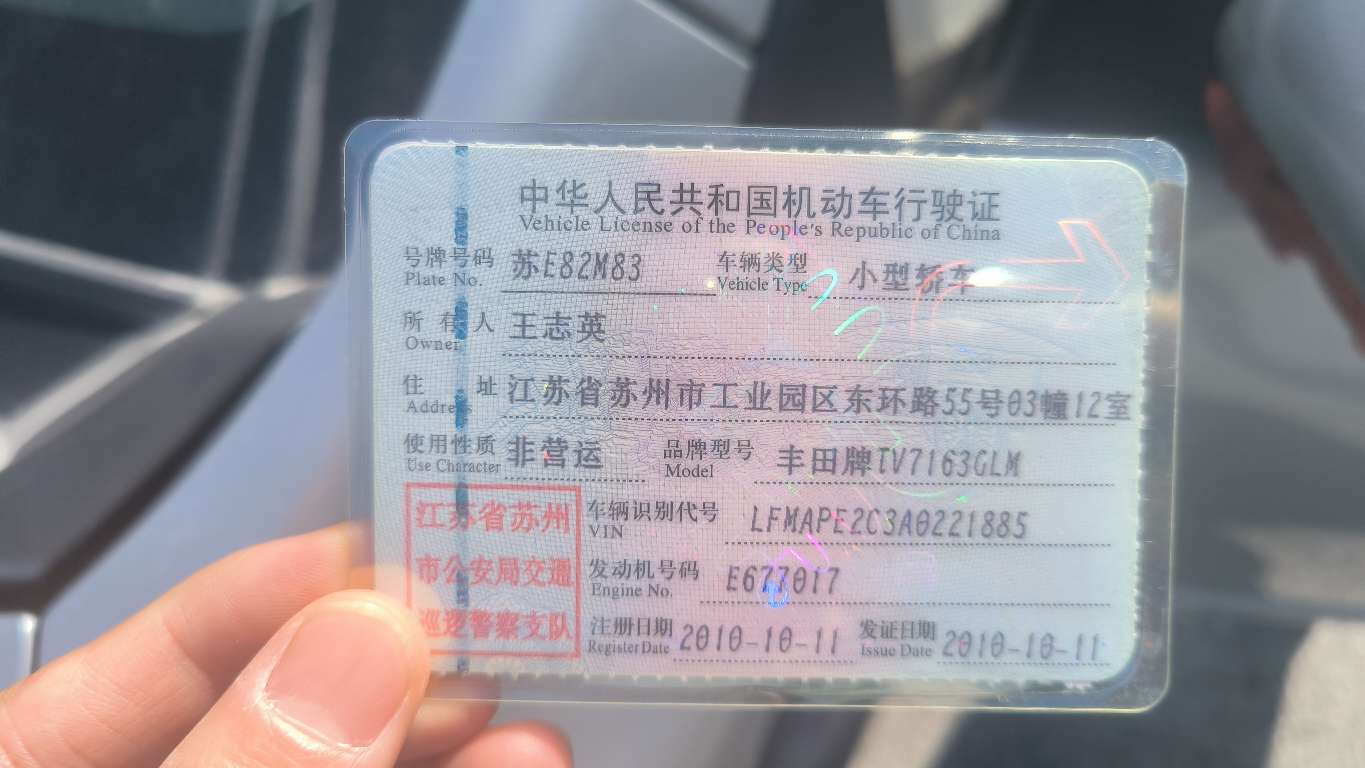 中华人民共和国机动车行驶证
Vehicle License of the People's Republic of China
号牌号码 苏E82M83 车辆类型 小型轿车
Plate No. Vehicle Type
所有人 王志英
Owner
住址 江苏省苏州市工业园区东环路55号03幢12室
Address
使用性质 非营运 品牌型号 丰田牌TV7163GLM
Use Character Model
江苏省苏州
市公安局交通
巡逻警察支队
车辆识别代号 LFMAPE2C3A0221885
VIN
发动机号码 E677017
Engine No.
注册日期 2010-10-11 发证日期 2010-10-11
Register Date Issue Date